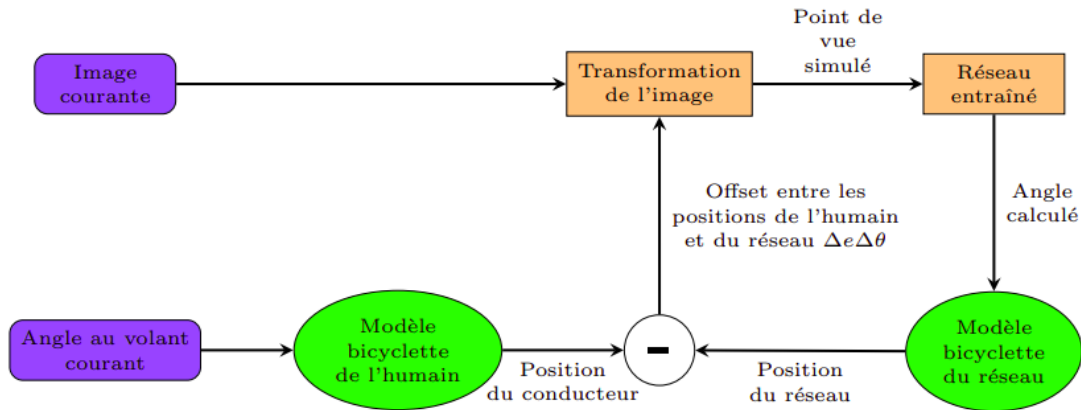 Image
courante
Transformation
de l'image
Point de
vue
simulé
Réseau
entraîné
Offset entre les
positions de l'humain
et du réseau ΔeΔθ
Angle
calculé
Angle au volant
courant
Modèle
bicyclette
de l'humain
Position
du conducteur
-
Position
du réseau
Modèle
bicyclette
du réseau